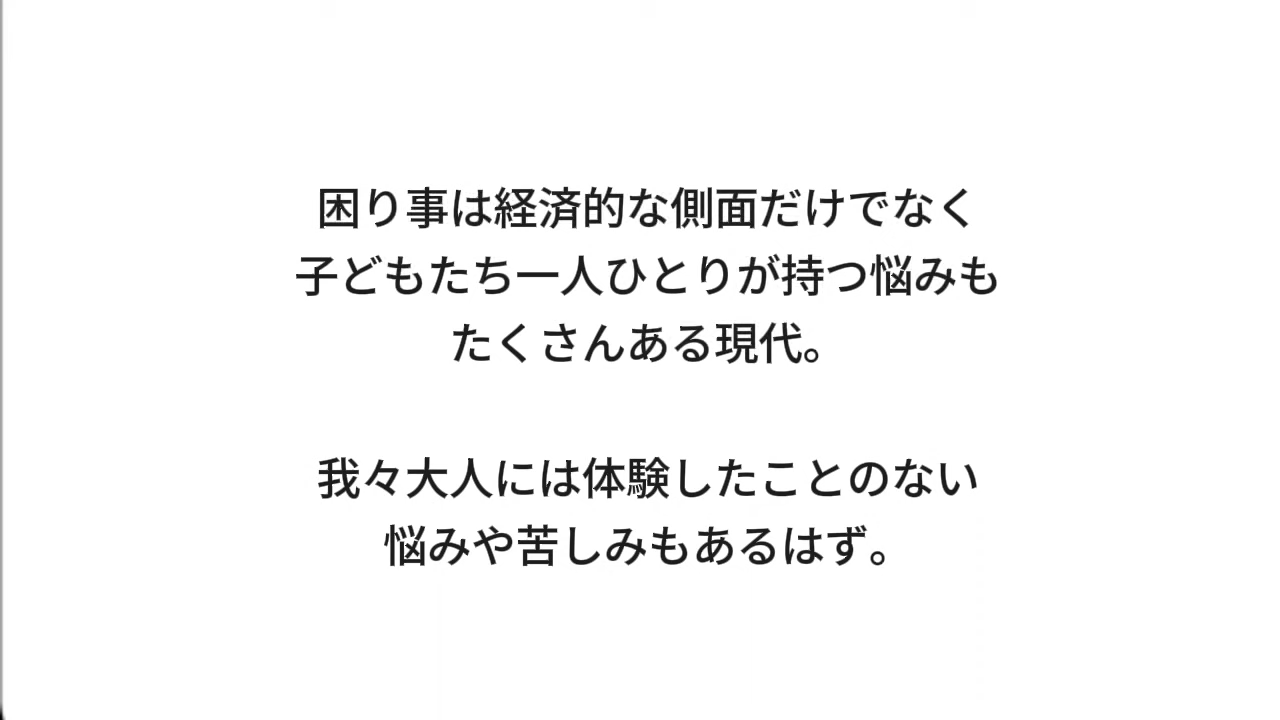 困り事は経済的な側面だけでなく
子どもたち一人ひとりが持つ悩みも
たくさんある現代。
我々大人には体験したことのない
悩みや苦しみもあるはず。